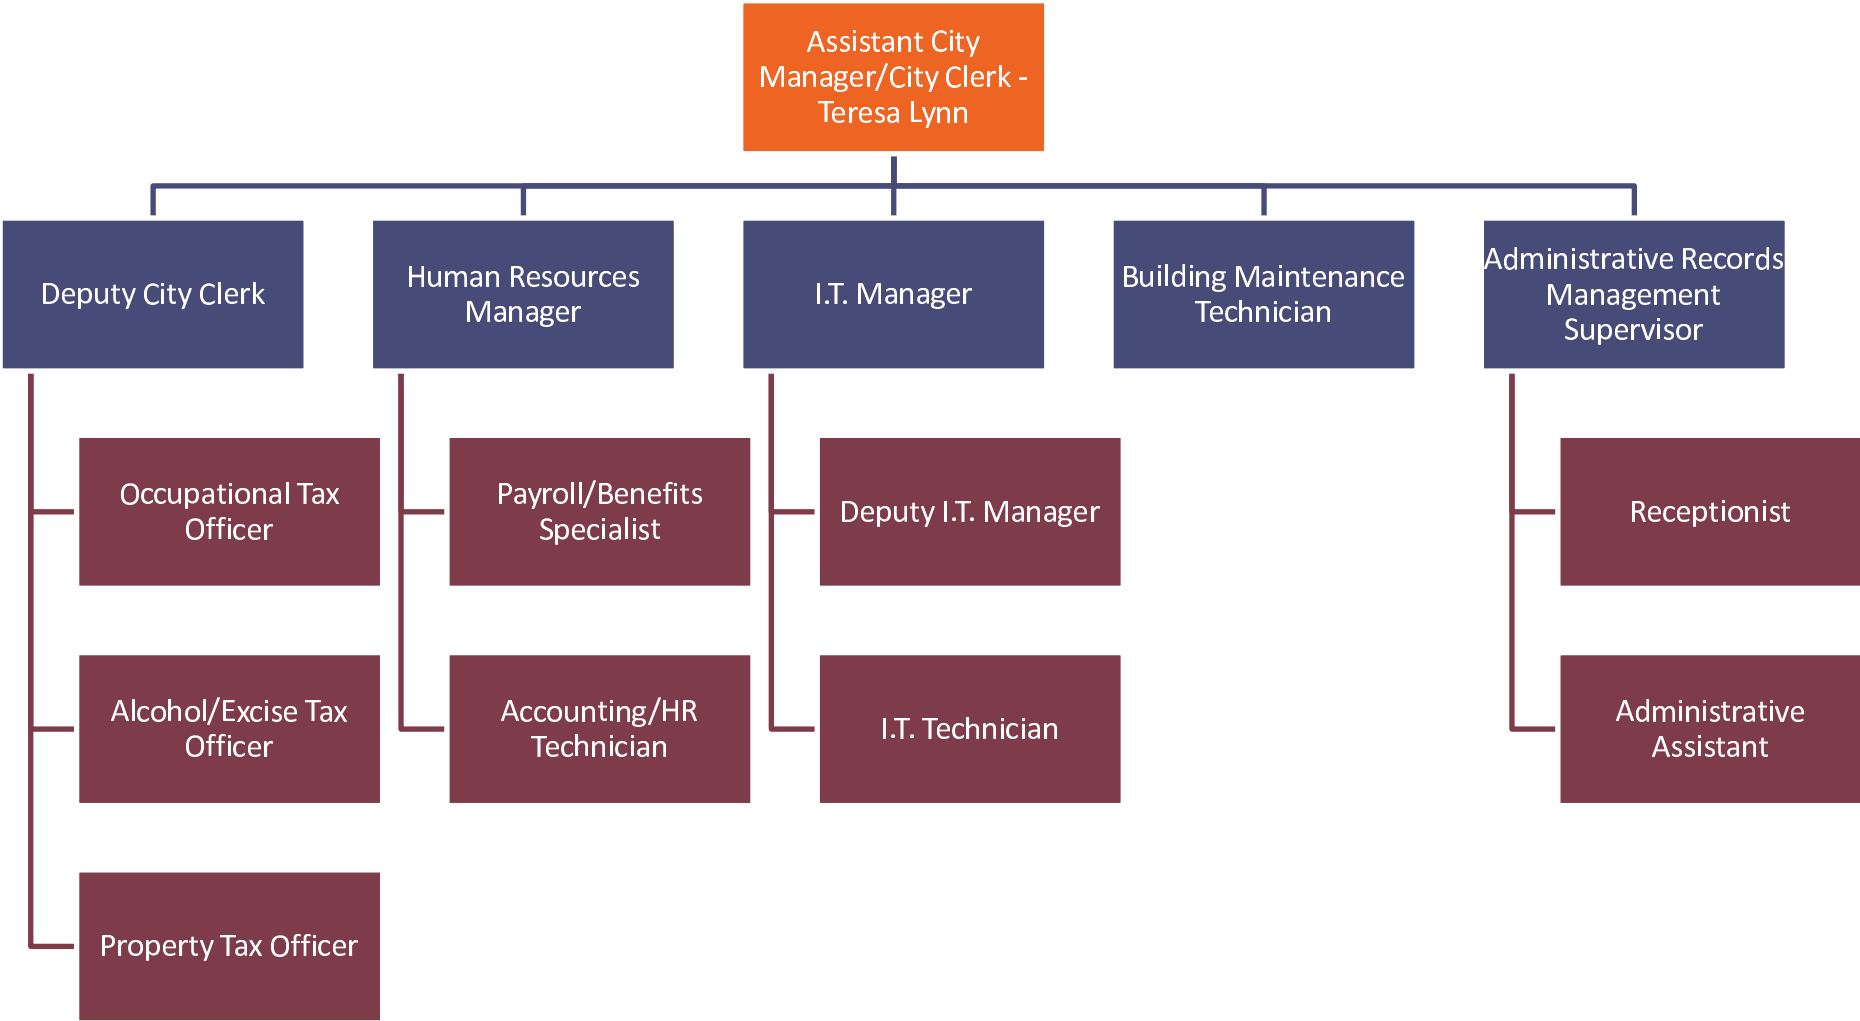 Assistant City
Manager/City Clerk -
Teresa Lynn
Deputy City Clerk
Human Resources
Manager
I.T. Manager
Building Maintenance
Technician
Administrative Records
Management
Supervisor
Occupational Tax
Officer
Payroll/Benefits
Specialist
Deputy I.T. Manager
Receptionist
Alcohol/Excise Tax
Officer
Accounting/HR
Technician
I.T. Technician
Administrative
Assistant
Property Tax Officer